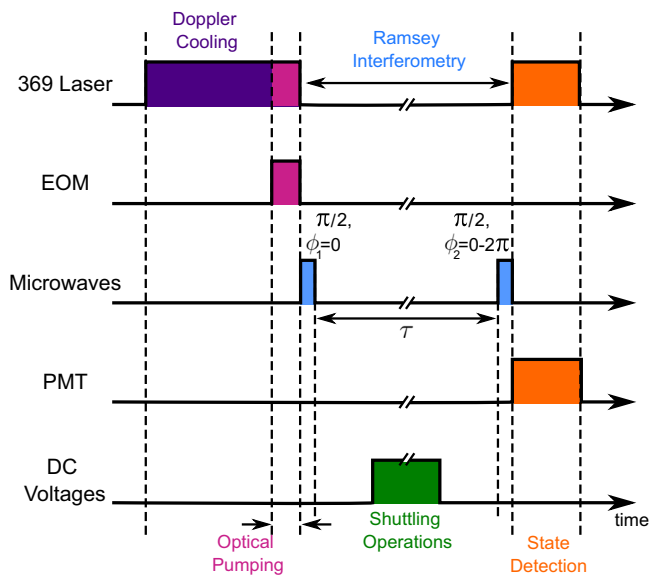 Doppler
Cooling
Ramsey
Interferometry
369 Laser
EOM
π/2,
ϕ₁=0
π/2,
ϕ₂=0-2π
Microwaves
τ
PMT
DC
Voltages
time
Optical
Pumping
Shuttling
Operations
State
Detection